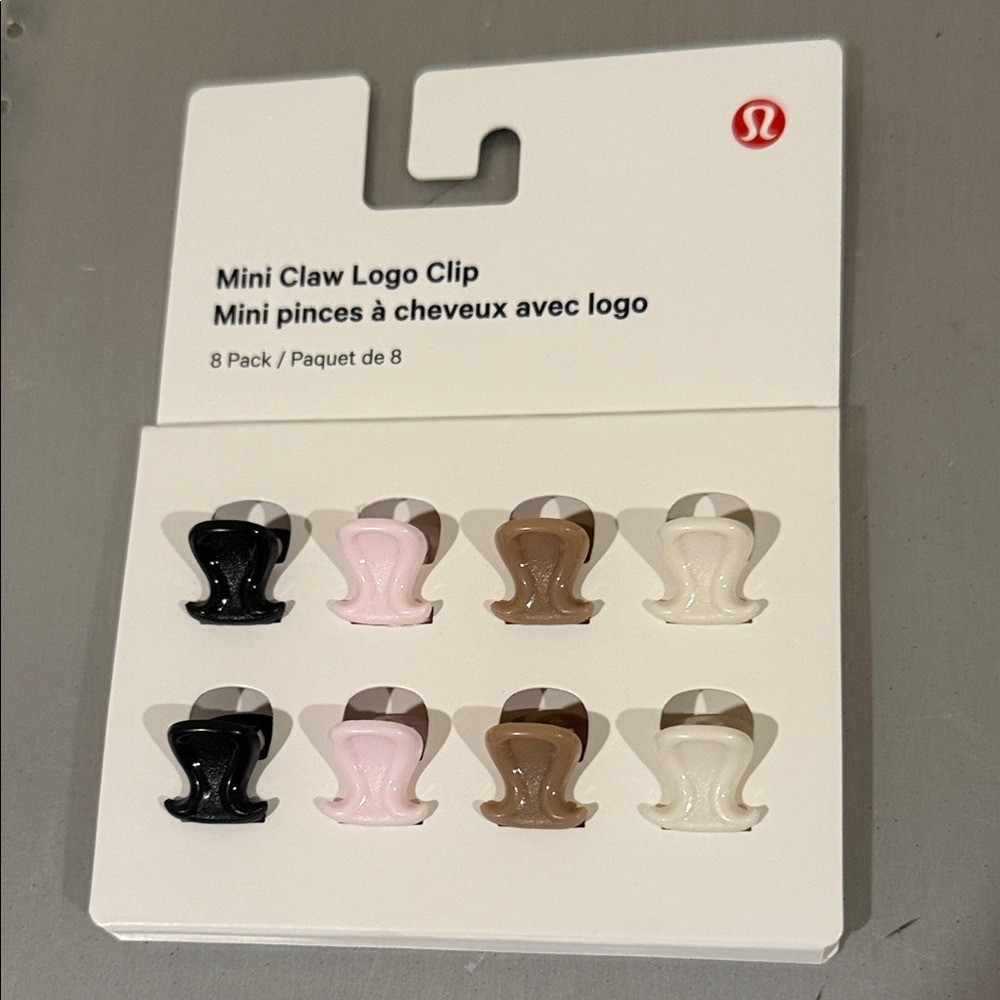 Mini Claw Logo Clip
Mini pinces à cheveux avec logo
8 Pack / Paquet de 8